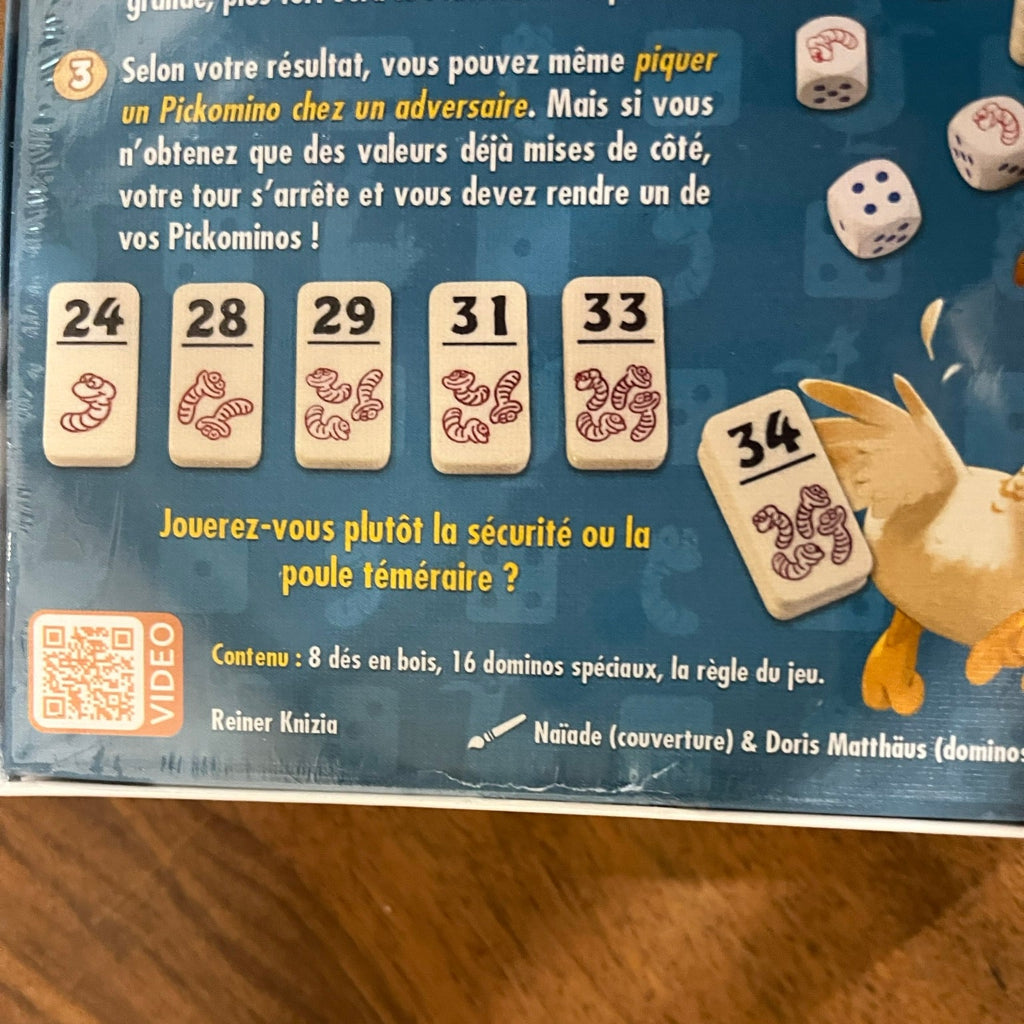 3
Selon votre résultat, vous pouvez même piquer
un Pickomino chez un adversaire. Mais si vous
n'obtenez que des valeurs déjà mises de côté,
votre tour s'arrête et vous devez rendre un de
vos Pickominos !
24 28 29 31 33
34
Jouerez-vous plutôt la sécurité ou la
poule téméraire ?
VIDEO
Contenu : 8 dés en bois, 16 dominos spéciaux, la règle du jeu.
Reiner Knizia
Naïade (couverture) & Doris Matthäus (dominos